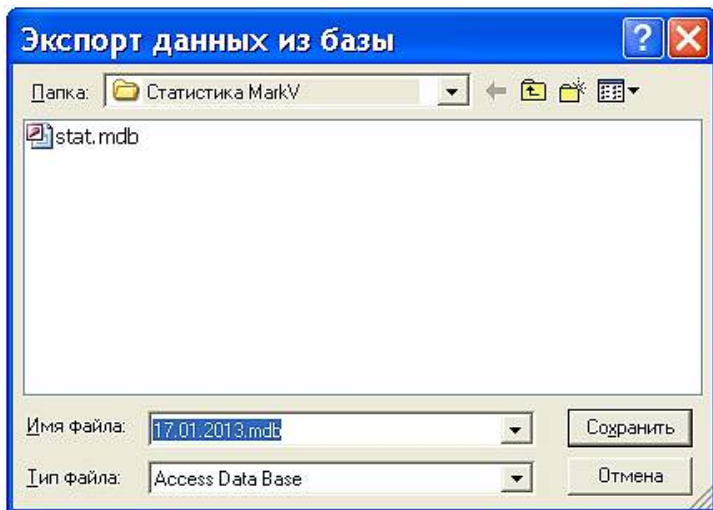 Экспорт данных из базы
Папка: Статистика MarkV
stat.mdb
Имя файла: 17.01.2013.mdb Сохранить
Тип файла: Access Data Base Отмена